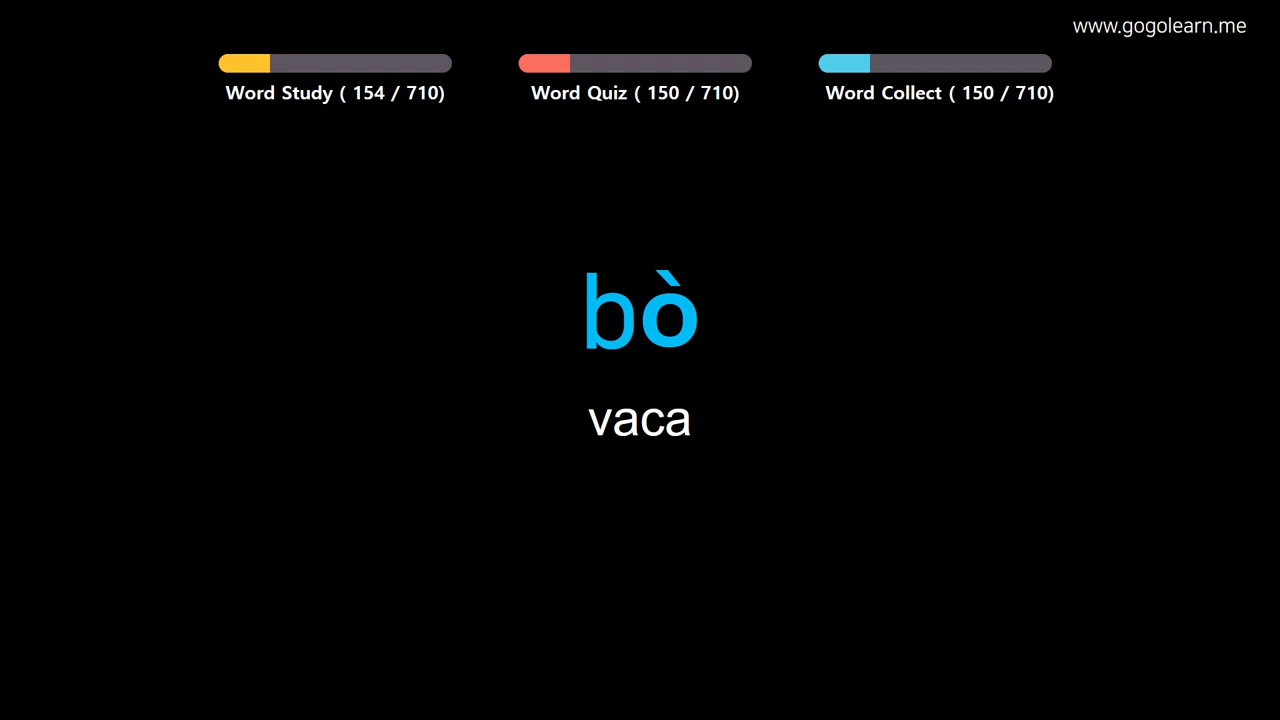 www.gogolearn.me
Word Study ( 154 / 710)
Word Quiz ( 150 / 710)
Word Collect ( 150 / 710)
bò
vaca